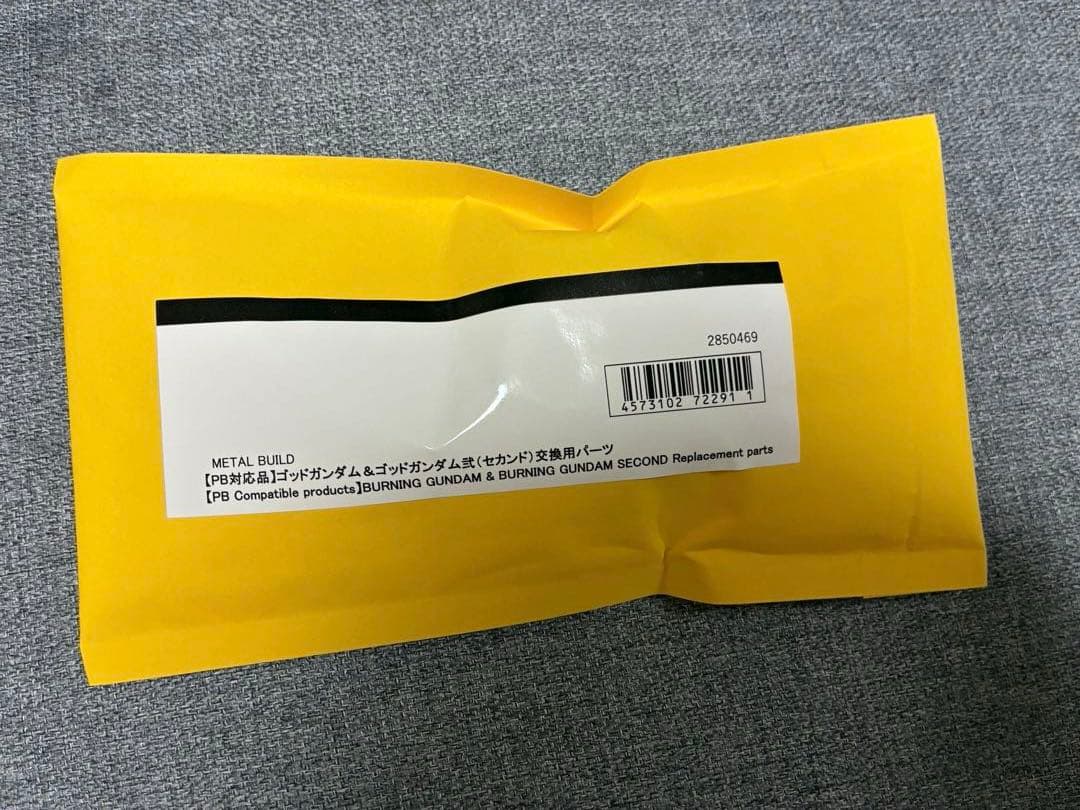 2850469
4573102 72291 1
METAL BUILD
【PB対応品】ゴッドガンダム&ゴッドガンダム弐(セカンド)交換用パーツ
【PB Compatible products】BURNING GUNDAM & BURNING GUNDAM SECOND Replacement parts